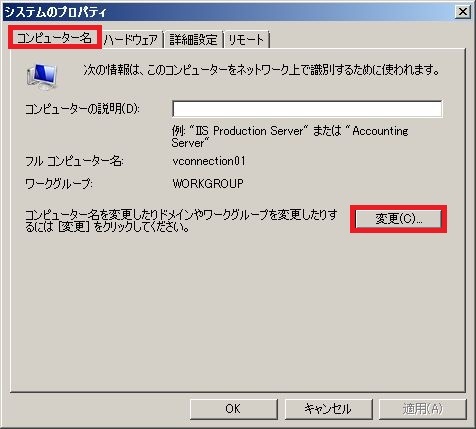 システムのプロパティ
コンピューター名 ハードウェア 詳細設定 リモート
次の情報は、このコンピューターをネットワーク上で識別するために使われます。
コンピューターの説明(D):
例: "IIS Production Server" または "Accounting
Server"
フル コンピューター名: vconnection01
ワークグループ: WORKGROUP
コンピューター名を変更したりドメインやワークグループを変更したりす
るには [変更] をクリックしてください。
変更(C)...
OK キャンセル 適用(A)